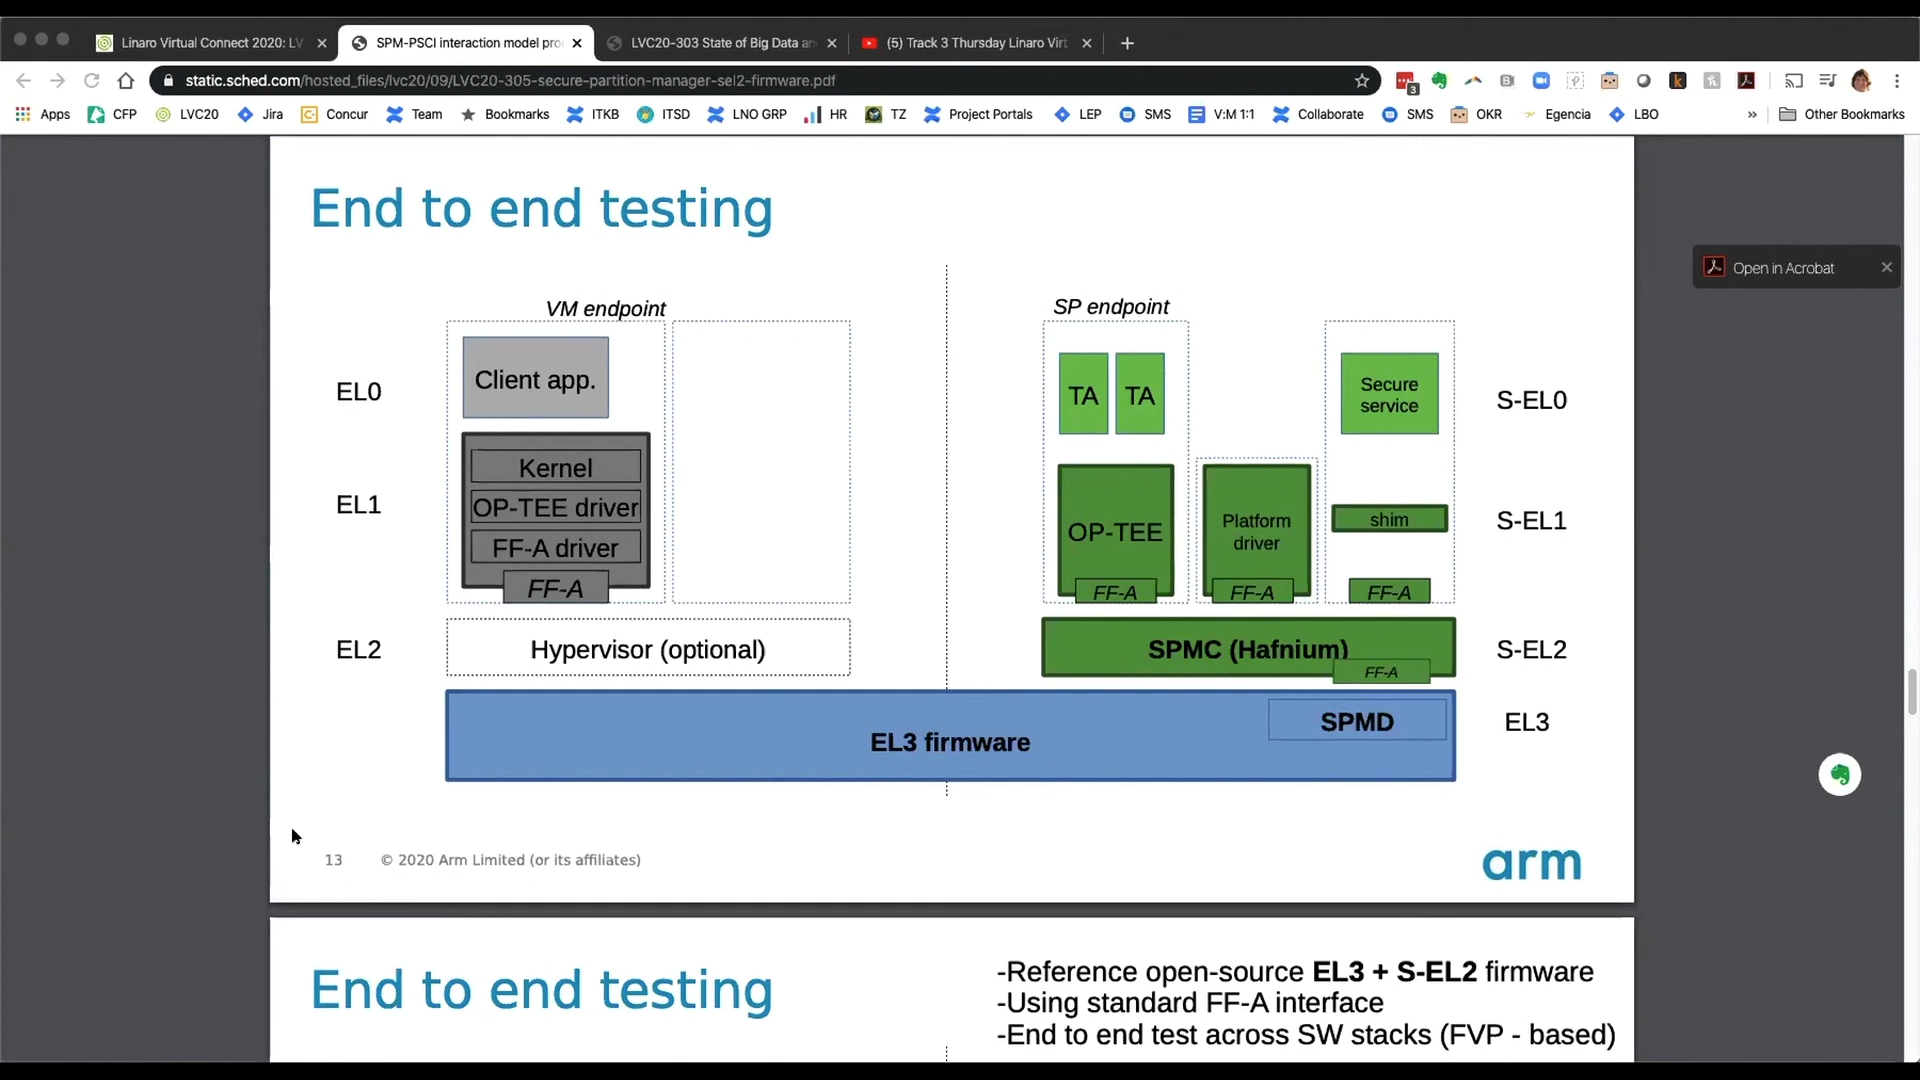 Linaro Virtual Connect 2020: LV
SPM-PSCI interaction model pro
LVC20-303 State of Big Data an
(5) Track 3 Thursday Linaro Virt
static.sched.com/hosted_files/lvc20/09/LVC20-305-secure-partition-manager-sel2-firmware.pdf
3
Apps CFP LVC20 Jira Concur Team Bookmarks ITKB ITSD LNO GRP HR TZ Project Portals LEP SMS V:M 1:1 Collaborate SMS OKR Egencia LBO » Other Bookmarks
End to end testing
Open in Acrobat
VM endpoint
SP endpoint
EL0
Client app.
TA TA
Secure
service
S-EL0
EL1
Kernel
OP-TEE driver
FF-A driver
FF-A
OP-TEE
FF-A
Platform
driver
FF-A
shim
FF-A
S-EL1
EL2
Hypervisor (optional)
SPMC (Hafnium)
FF-A
S-EL2
EL3 firmware
SPMD
EL3
13 © 2020 Arm Limited (or its affiliates)
arm
End to end testing
-Reference open-source EL3 + S-EL2 firmware
-Using standard FF-A interface
-End to end test across SW stacks (FVP - based)